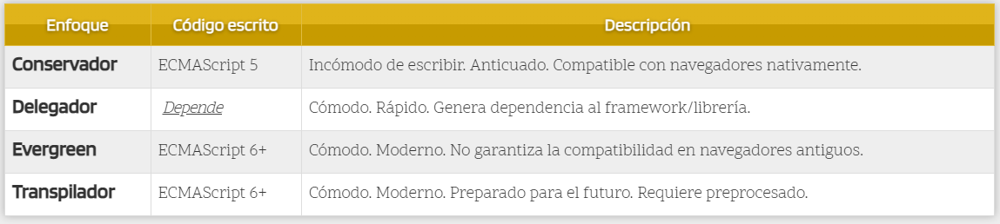 Enfoque Código escrito Descripción
Conservador ECMAScript 5 Incómodo de escribir. Anticuado. Compatible con navegadores nativamente.
Delegador Depende Cómodo. Rápido. Genera dependencia al framework/librería.
Evergreen ECMAScript 6+ Cómodo. Moderno. No garantiza la compatibilidad en navegadores antiguos.
Transpilador ECMAScript 6+ Cómodo. Moderno. Preparado para el futuro. Requiere preprocesado.